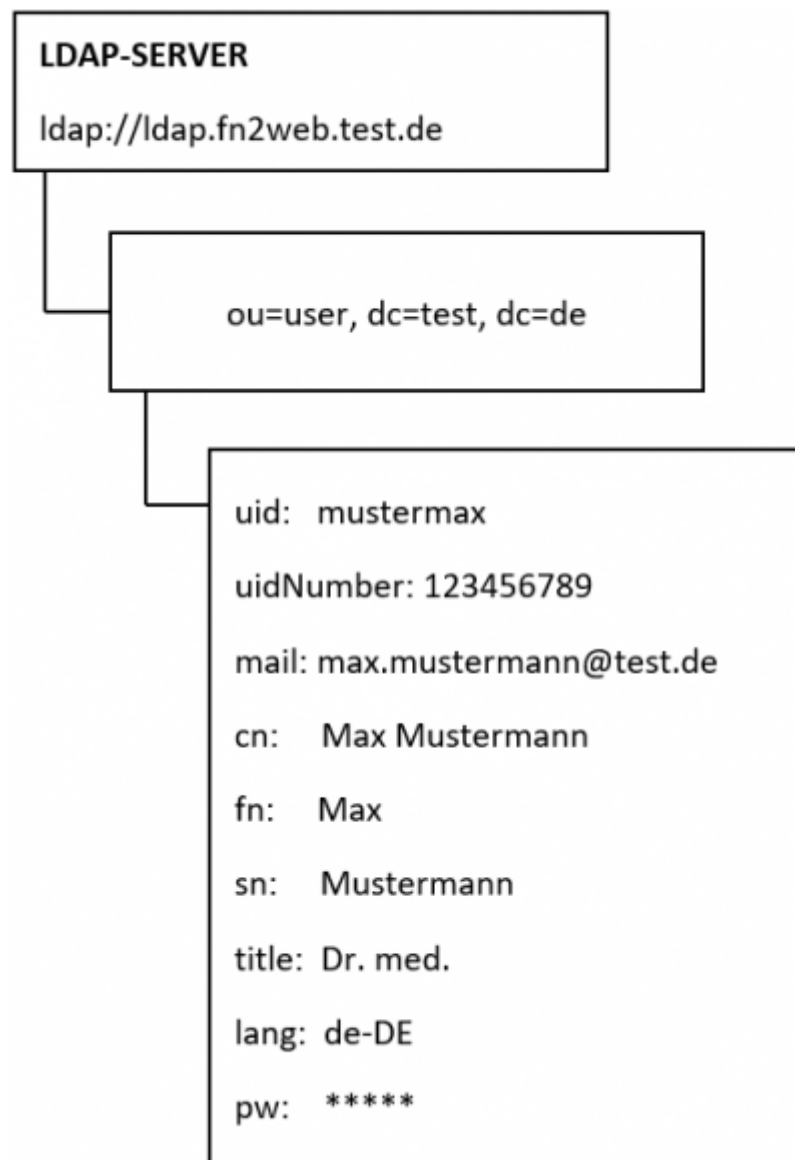 LDAP-SERVER
ldap://ldap.fn2web.test.de
ou=user, dc=test, dc=de
uid: mustermax
uidNumber: 123456789
mail: max.mustermann@test.de
cn: Max Mustermann
fn: Max
sn: Mustermann
title: Dr. med.
lang: de-DE
pw: *****